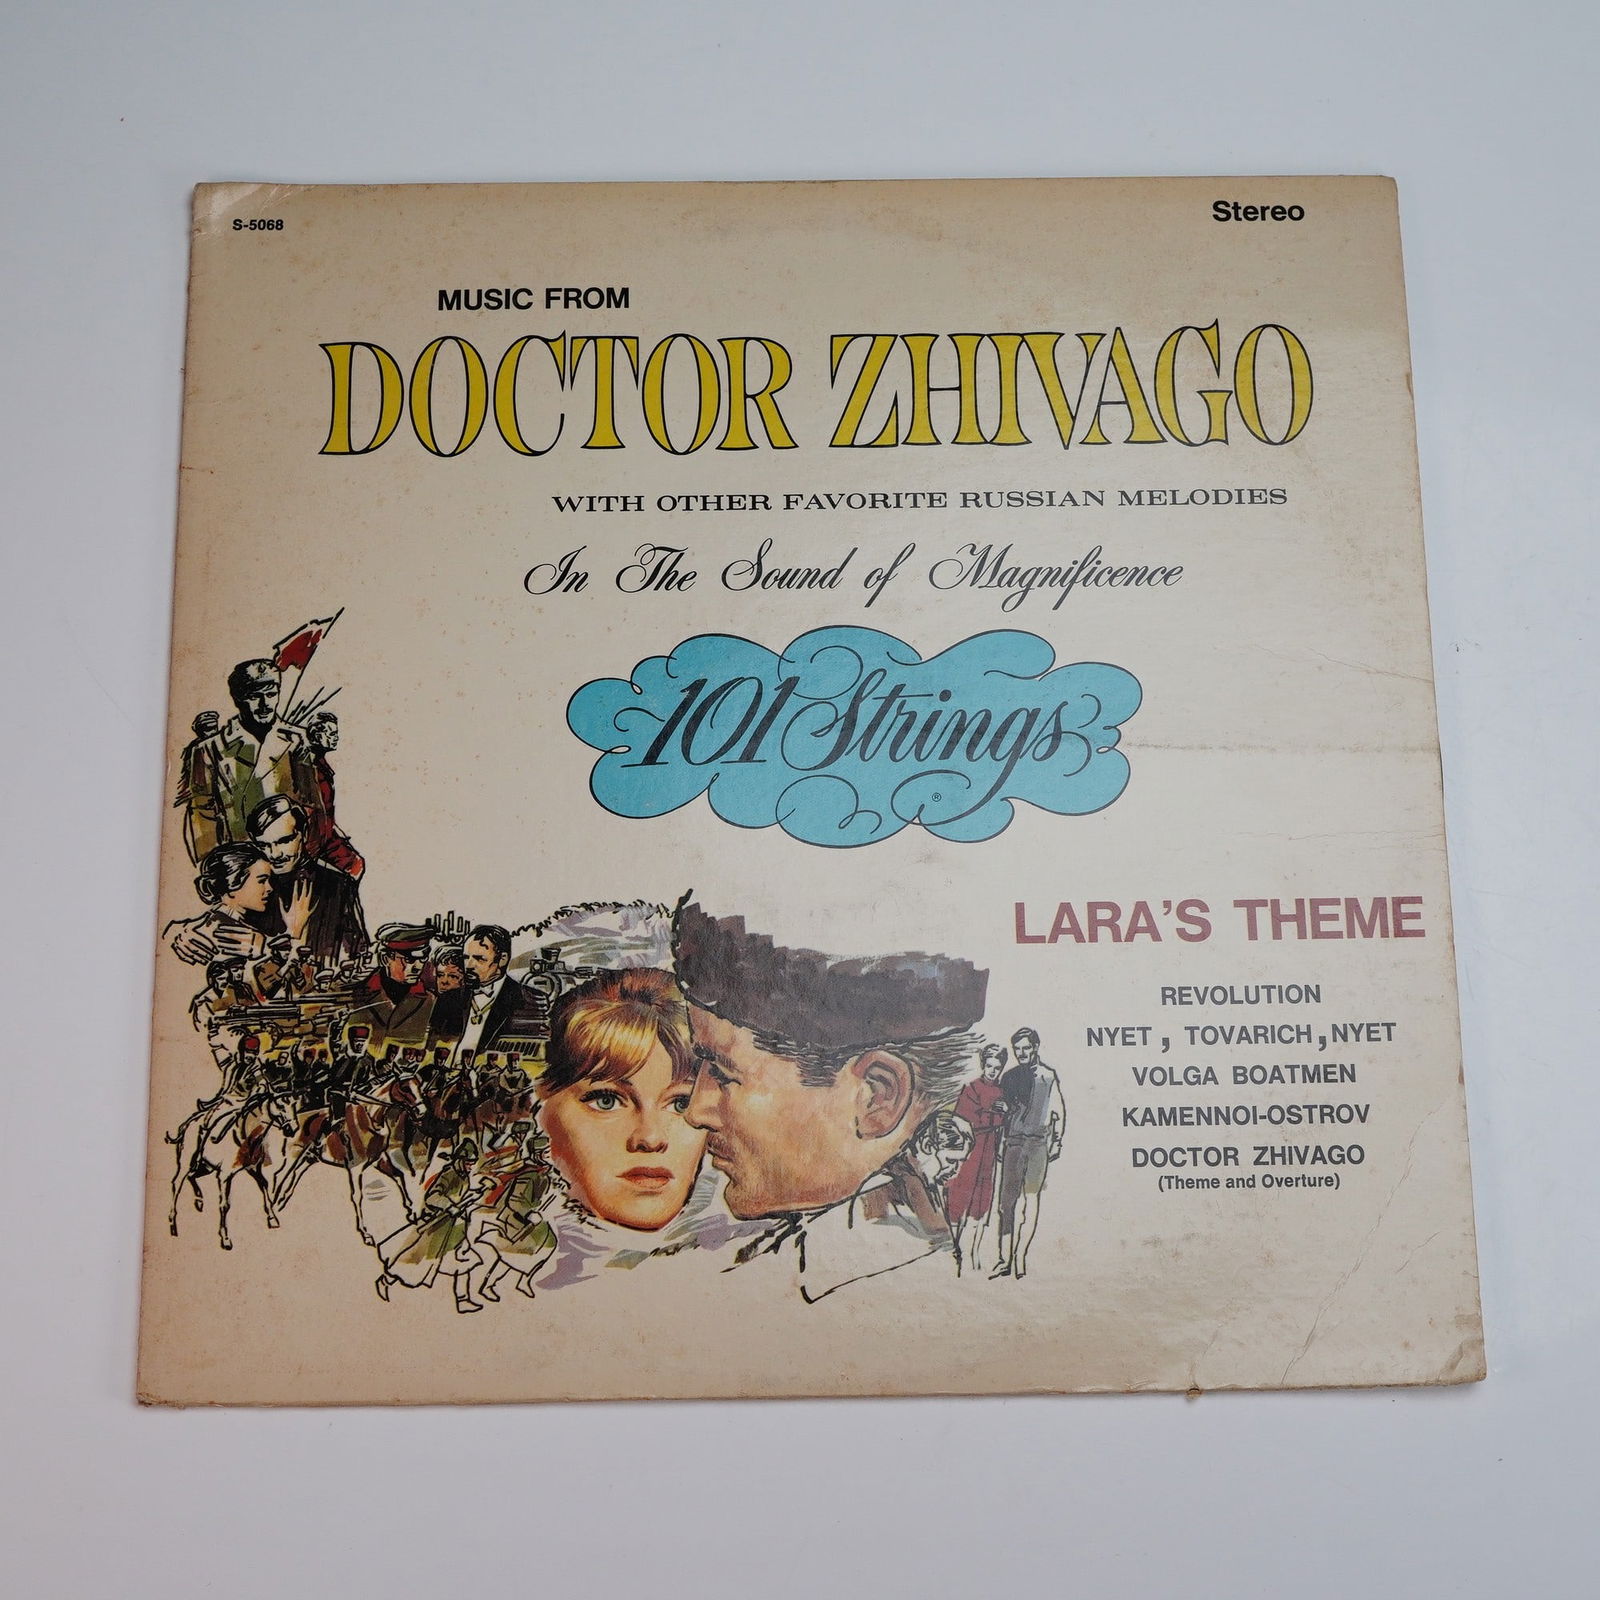 S-5068
Stereo
MUSIC FROM
DOCTOR ZHIVAGO
WITH OTHER FAVORITE RUSSIAN MELODIES
In The Sound of Magnificence
101 Strings
®
LARA'S THEME
REVOLUTION
NYET, TOVARICH, NYET
VOLGA BOATMEN
KAMENNOI-OSTROV
DOCTOR ZHIVAGO
(Theme and Overture)